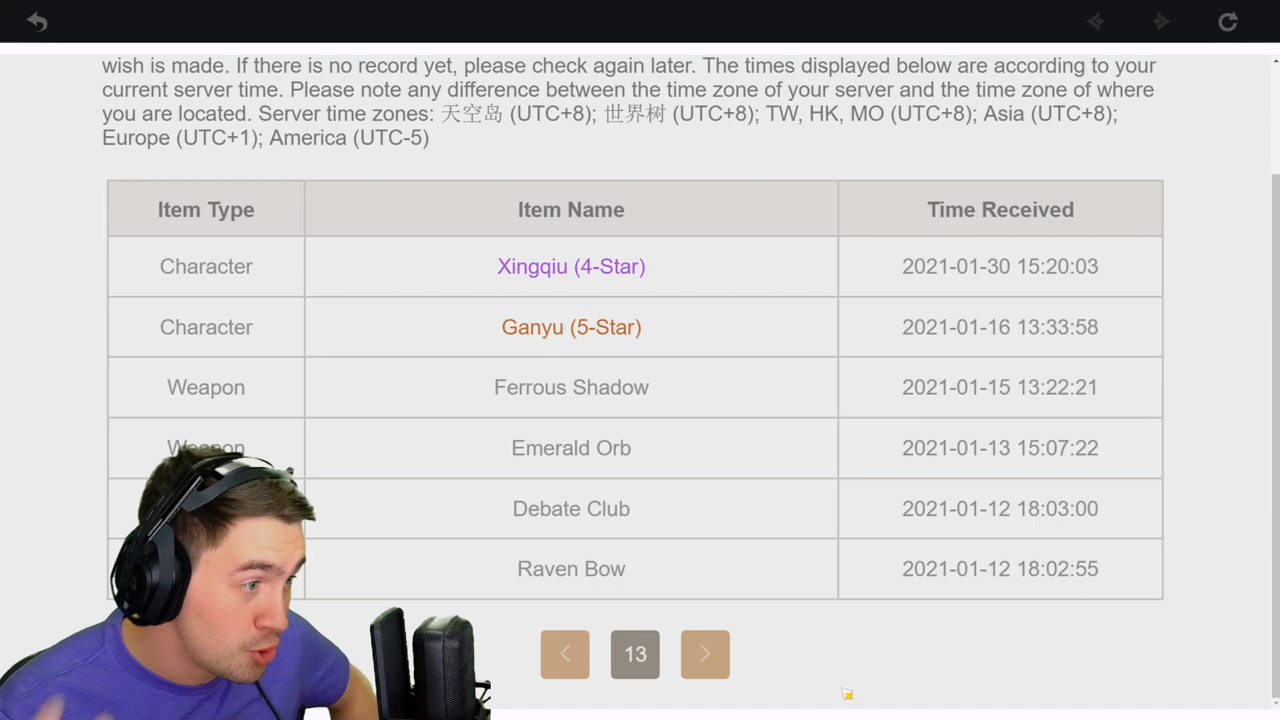 wish is made. If there is no record yet, please check again later. The times displayed below are according to your
current server time. Please note any difference between the time zone of your server and the time zone of where
you are located. Server time zones: 天空岛 (UTC+8); 世界树 (UTC+8); TW, HK, MO (UTC+8); Asia (UTC+8);
Europe (UTC+1); America (UTC-5)
Item Type Item Name Time Received
Character Xingqiu (4-Star) 2021-01-30 15:20:03
Character Ganyu (5-Star) 2021-01-16 13:33:58
Weapon Ferrous Shadow 2021-01-15 13:22:21
Weapon Emerald Orb 2021-01-13 15:07:22
Debate Club 2021-01-12 18:03:00
Raven Bow 2021-01-12 18:02:55
13